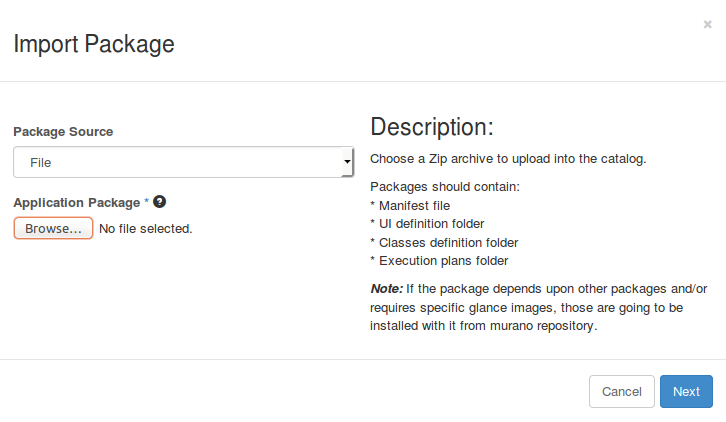 ×
Import Package
Package Source
File
Application Package * ?
Browse... No file selected.
Description:
Choose a Zip archive to upload into the catalog.
Packages should contain:
* Manifest file
* UI definition folder
* Classes definition folder
* Execution plans folder
Note: If the package depends upon other packages and/or
requires specific glance images, those are going to be
installed with it from murano repository.
Cancel Next